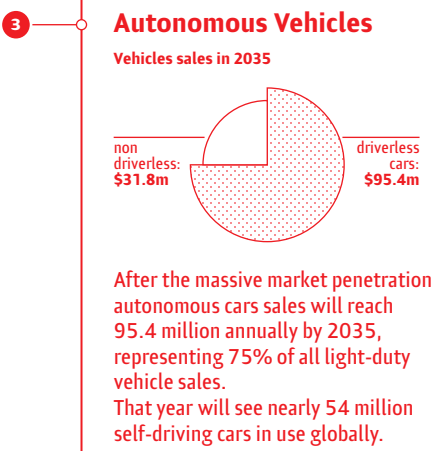 3
Autonomous Vehicles
Vehicles sales in 2035
non
driverless:
$31.8m
driverless
cars:
$95.4m
After the massive market penetration
autonomous cars sales will reach
95.4 million annually by 2035,
representing 75% of all light-duty
vehicle sales.
That year will see nearly 54 million
self-driving cars in use globally.